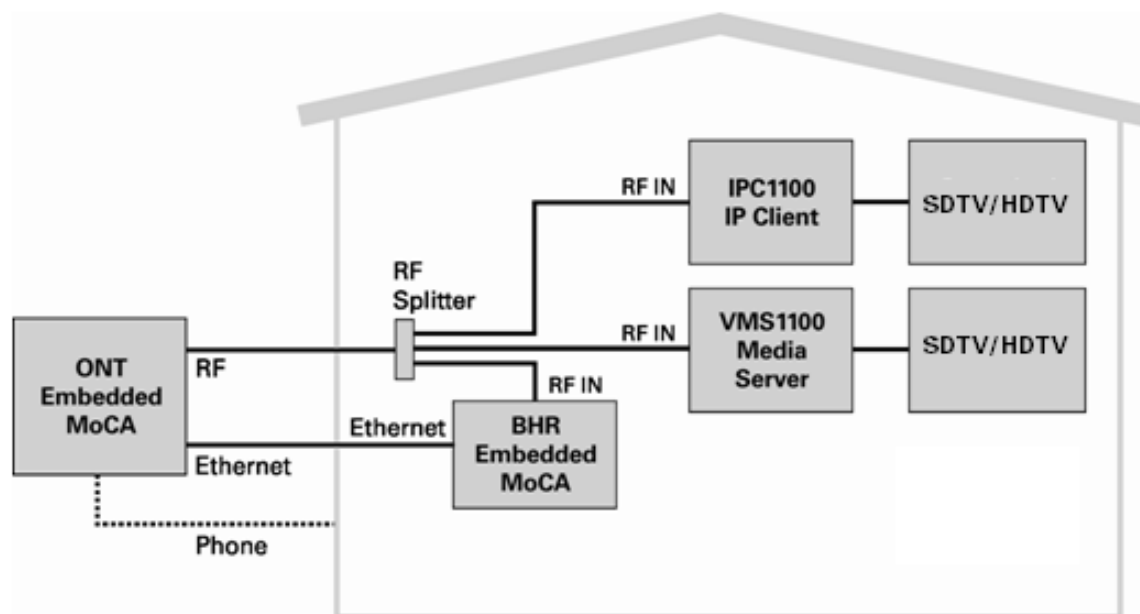 RF IN
IPC1100
IP Client
SDTV/HDTV
RF
Splitter
RF IN
VMS1100
Media
Server
SDTV/HDTV
ONT
Embedded
MoCA
RF
RF IN
Ethernet
BHR
Embedded
MoCA
Ethernet
Phone